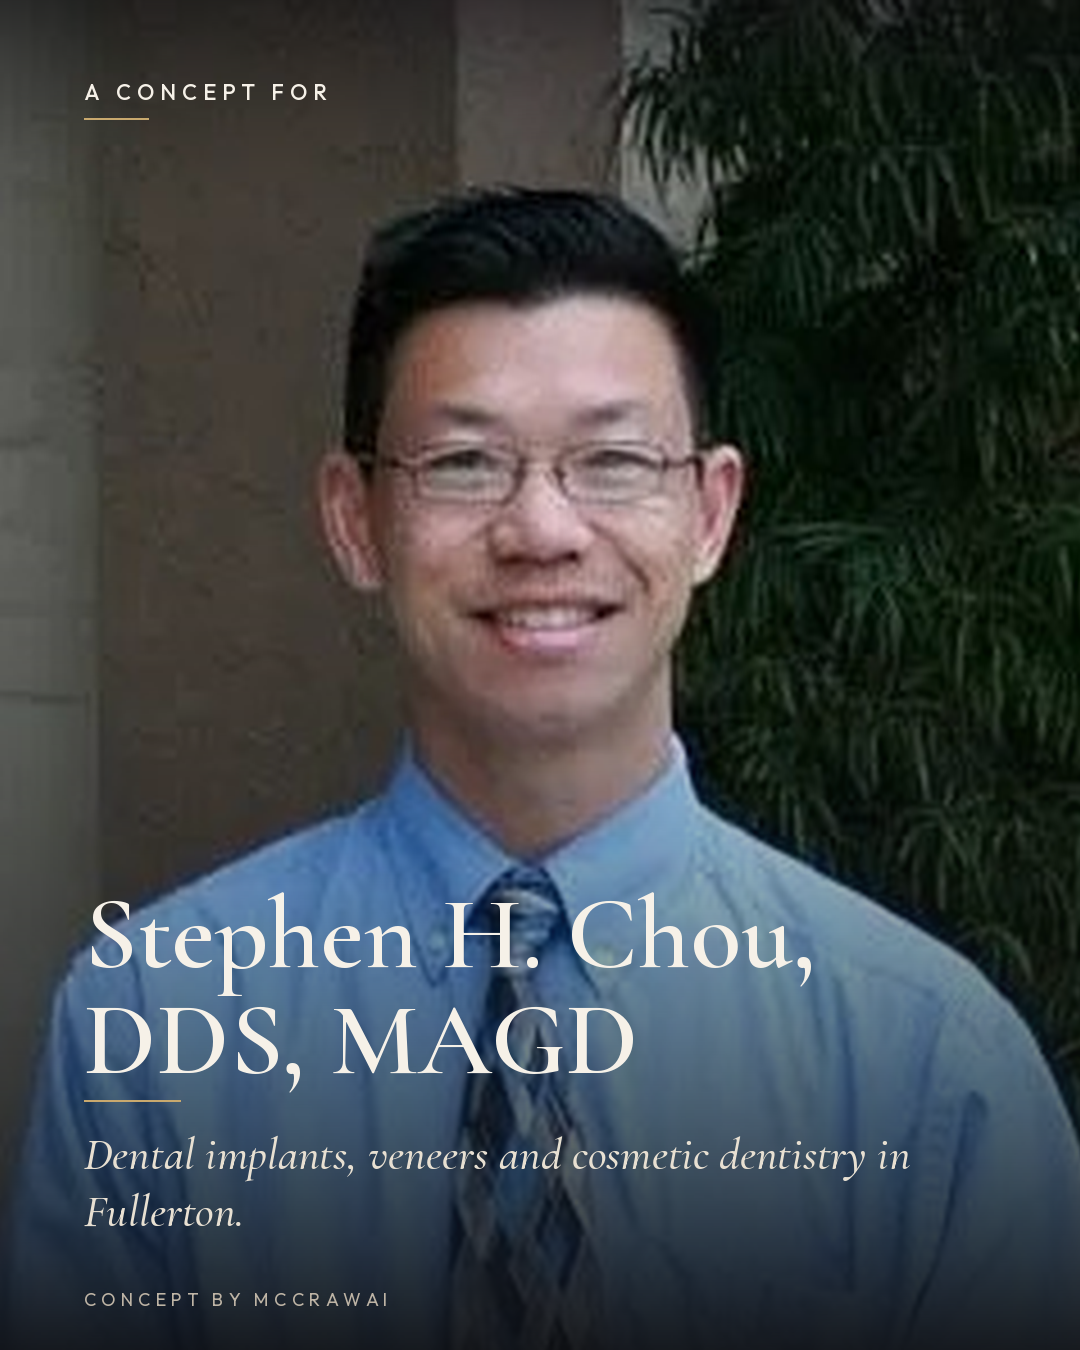 A CONCEPT FOR
Stephen H. Chou,
DDS, MAGD
Dental implants, veneers and cosmetic dentistry in
Fullerton.
CONCEPT BY MCCRAWAI